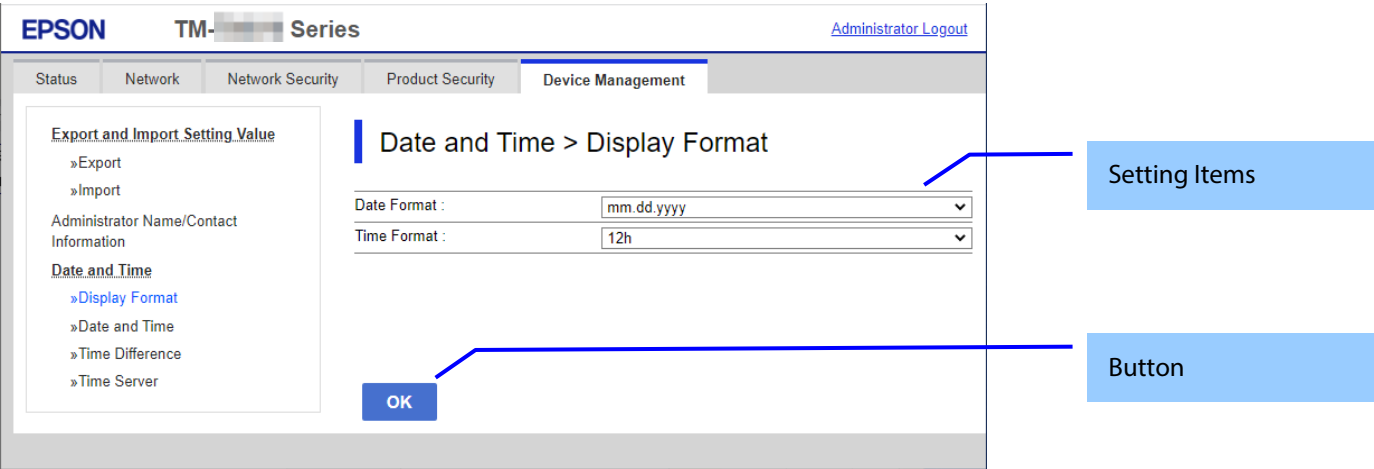 EPSON TM- Series Administrator Logout
Status Network Network Security Product Security Device Management
Export and Import Setting Value
»Export
»Import
Administrator Name/Contact
Information
Date and Time
»Display Format
»Date and Time
»Time Difference
»Time Server
Date and Time > Display Format
Date Format : mm.dd.yyyy
Time Format : 12h
OK
Setting Items
Button